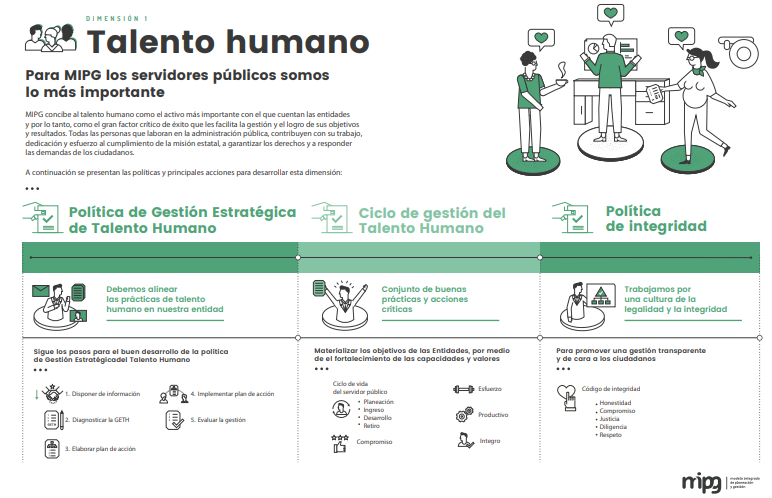 DIMENSIÓN 1
Talento humano
Para MIPG los servidores públicos somos
lo más importante
MIPG concibe al talento humano como el activo más importante con el que cuentan las entidades
y por lo tanto, como el gran factor crítico de éxito que les facilita la gestión y el logro de sus objetivos
y resultados. Todas las personas que laboran en la administración pública, contribuyen con su trabajo,
dedicación y esfuerzo al cumplimiento de la misión estatal, a garantizar los derechos y a responder
las demandas de los ciudadanos.
A continuación se presentan las políticas y principales acciones para desarrollar esta dimensión:
Política de Gestión Estratégica
de Talento Humano
Debemos alinear
las prácticas de talento
humano en nuestra entidad
Sigue los pasos para el buen desarrollo de la política
de Gestión Estratégicadel Talento Humano
1. Disponer de información
2. Diagnosticar la GETH
GETH
3. Elaborar plan de acción
4. Implementar plan de acción
5. Evaluar la gestión
Ciclo de gestión del
Talento Humano
Conjunto de buenas
prácticas y acciones
críticas
Materializar los objetivos de las Entidades, por medio
de el fortalecimiento de las capacidades y valores
Ciclo de vida
del servidor público
• Planeación
• Ingreso
• Desarrollo
• Retiro
Compromiso
Esfuerzo
Productivo
Integro
Política
de integridad
Trabajamos por
una cultura de la
legalidad y la integridad
Para promover una gestión transparente
y de cara a los ciudadanos
Código de integridad
• Honestidad
• Compromiso
• Justicia
• Diligencia
• Respeto
mipg
modelo integrado
de planeación
y gestión